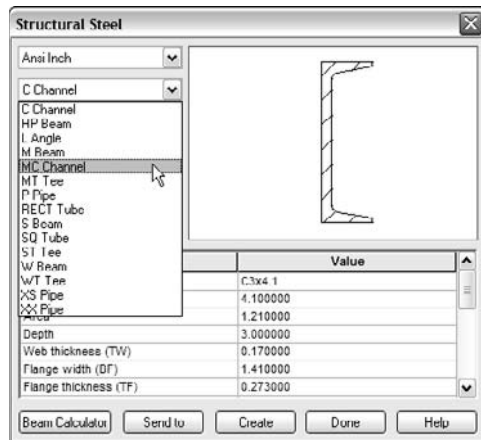 Structural Steel
Ansi Inch
C Channel
C Channel
HP Beam
L Angle
M Beam
MC Channel
MT Tee
P Pipe
RECT Tube
S Beam
SQ Tube
ST Tee
W Beam
WT Tee
XS Pipe
XX Pipe
Value
C3x4.1
4.100000
Area 1.210000
Depth 3.000000
Web thickness (TW) 0.170000
Flange width (BF) 1.410000
Flange thickness (TF) 0.273000
Beam Calculator Send to Create Done Help